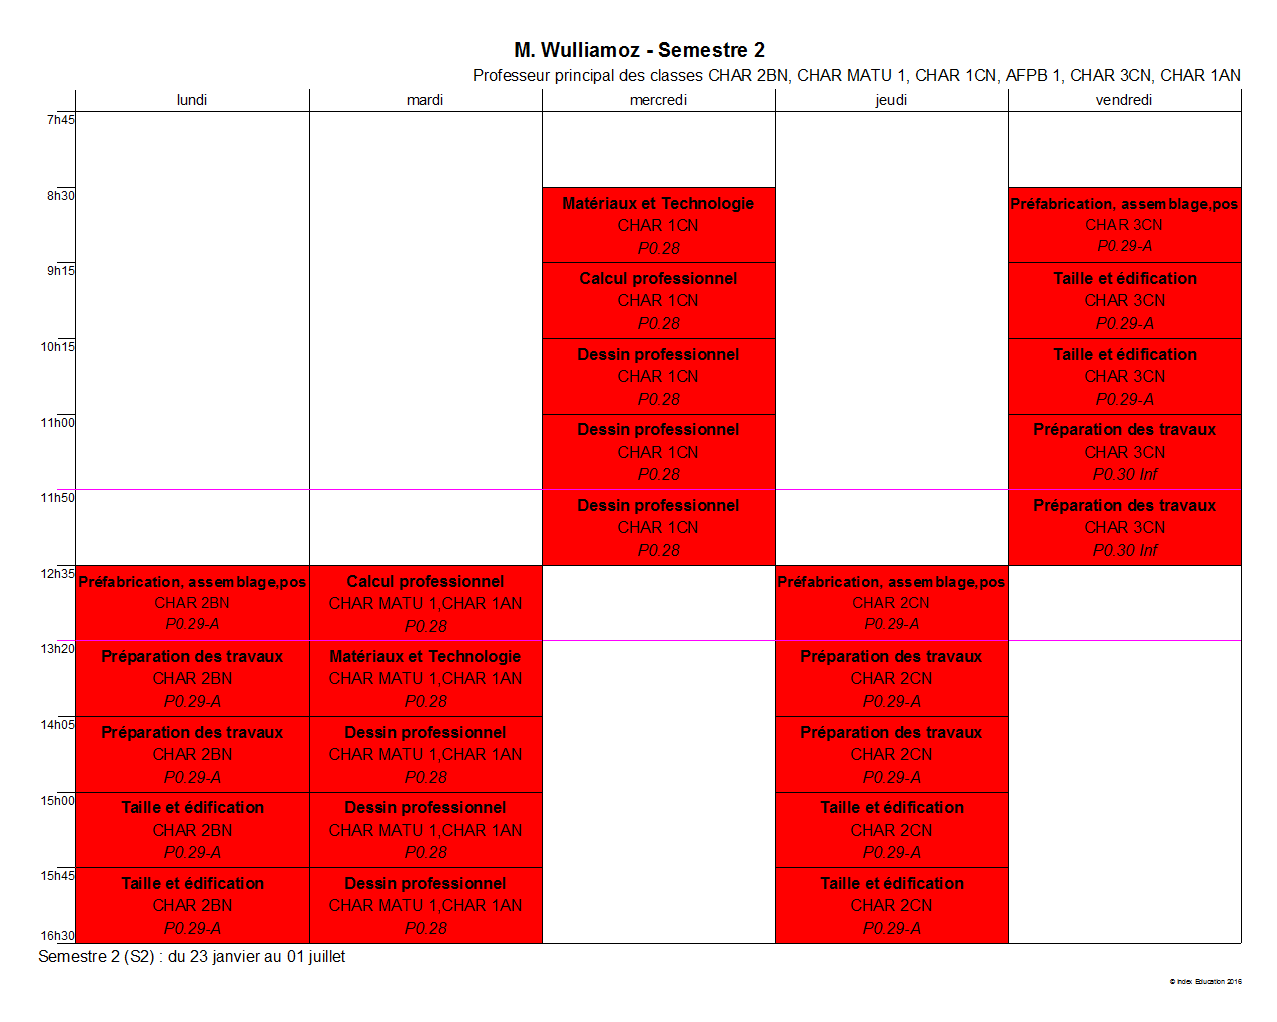 M. Wulliamoz - Semestre 2
Professeur principal des classes CHAR 2BN, CHAR MATU 1, CHAR 1CN, AFPB 1, CHAR 3CN, CHAR 1AN
lundi mardi mercredi jeudi vendredi
7h45
8h30
Matériaux et Technologie
CHAR 1CN
P0.28
Préfabrication, assemblage,pos
CHAR 3CN
P0.29-A
9h15
Calcul professionnel
CHAR 1CN
P0.28
Taille et édification
CHAR 3CN
P0.29-A
10h15
Dessin professionnel
CHAR 1CN
P0.28
Taille et édification
CHAR 3CN
P0.29-A
11h00
Dessin professionnel
CHAR 1CN
P0.28
Préparation des travaux
CHAR 3CN
P0.30 Inf
11h50
Dessin professionnel
CHAR 1CN
P0.28
Préparation des travaux
CHAR 3CN
P0.30 Inf
12h35
Préfabrication, assemblage,pos
CHAR 2BN
P0.29-A
Calcul professionnel
CHAR MATU 1,CHAR 1AN
P0.28
Préfabrication, assemblage,pos
CHAR 2CN
P0.29-A
13h20
Préparation des travaux
CHAR 2BN
P0.29-A
Matériaux et Technologie
CHAR MATU 1,CHAR 1AN
P0.28
Préparation des travaux
CHAR 2CN
P0.29-A
14h05
Préparation des travaux
CHAR 2BN
P0.29-A
Dessin professionnel
CHAR MATU 1,CHAR 1AN
P0.28
Préparation des travaux
CHAR 2CN
P0.29-A
15h00
Taille et édification
CHAR 2BN
P0.29-A
Dessin professionnel
CHAR MATU 1,CHAR 1AN
P0.28
Taille et édification
CHAR 2CN
P0.29-A
15h45
Taille et édification
CHAR 2BN
P0.29-A
Dessin professionnel
CHAR MATU 1,CHAR 1AN
P0.28
Taille et édification
CHAR 2CN
P0.29-A
16h30
Semestre 2 (S2) : du 23 janvier au 01 juillet
© Index Education 2016